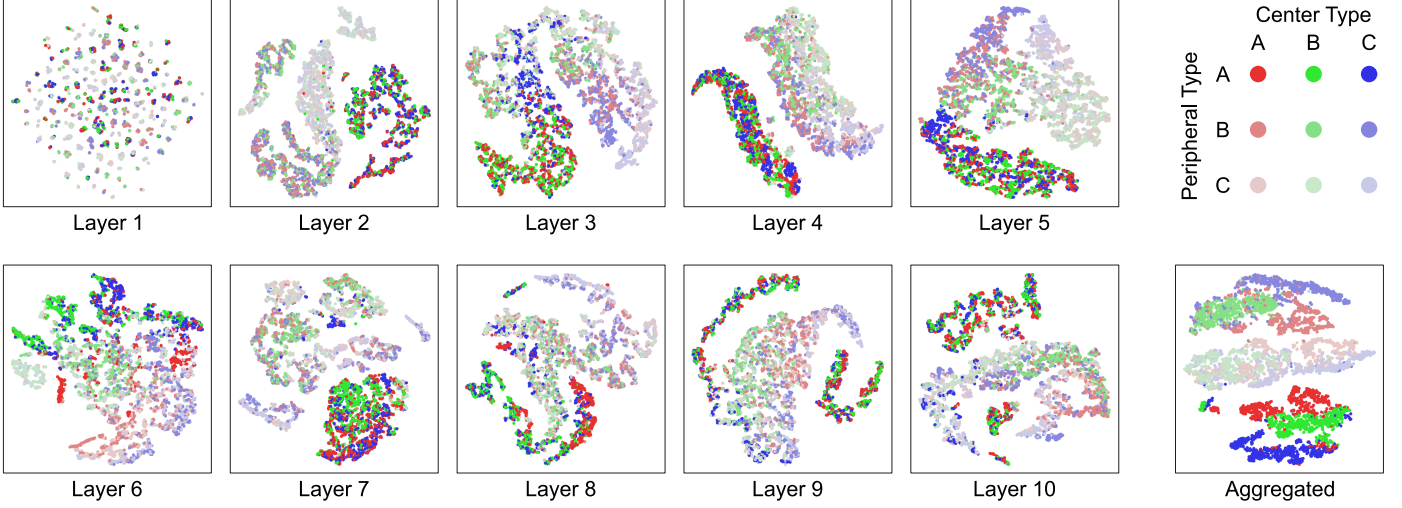 Center Type
A B C
Peripheral Type
A
B
C
Layer 1 Layer 2 Layer 3 Layer 4 Layer 5
Layer 6 Layer 7 Layer 8 Layer 9 Layer 10 Aggregated